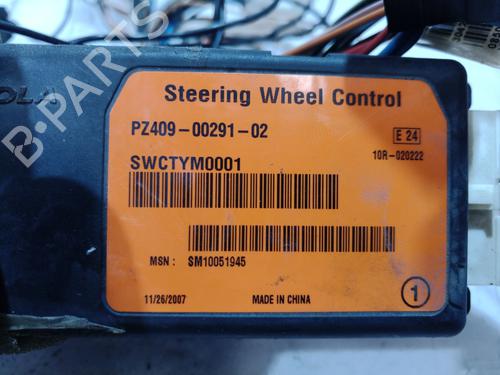 Steering Wheel Control
PZ409-00291-02
E 24
SWCTYM0001
10R-020222
MSN : SM10051945
11/26/2007
MADE IN CHINA
1
OLA
B-PARTS